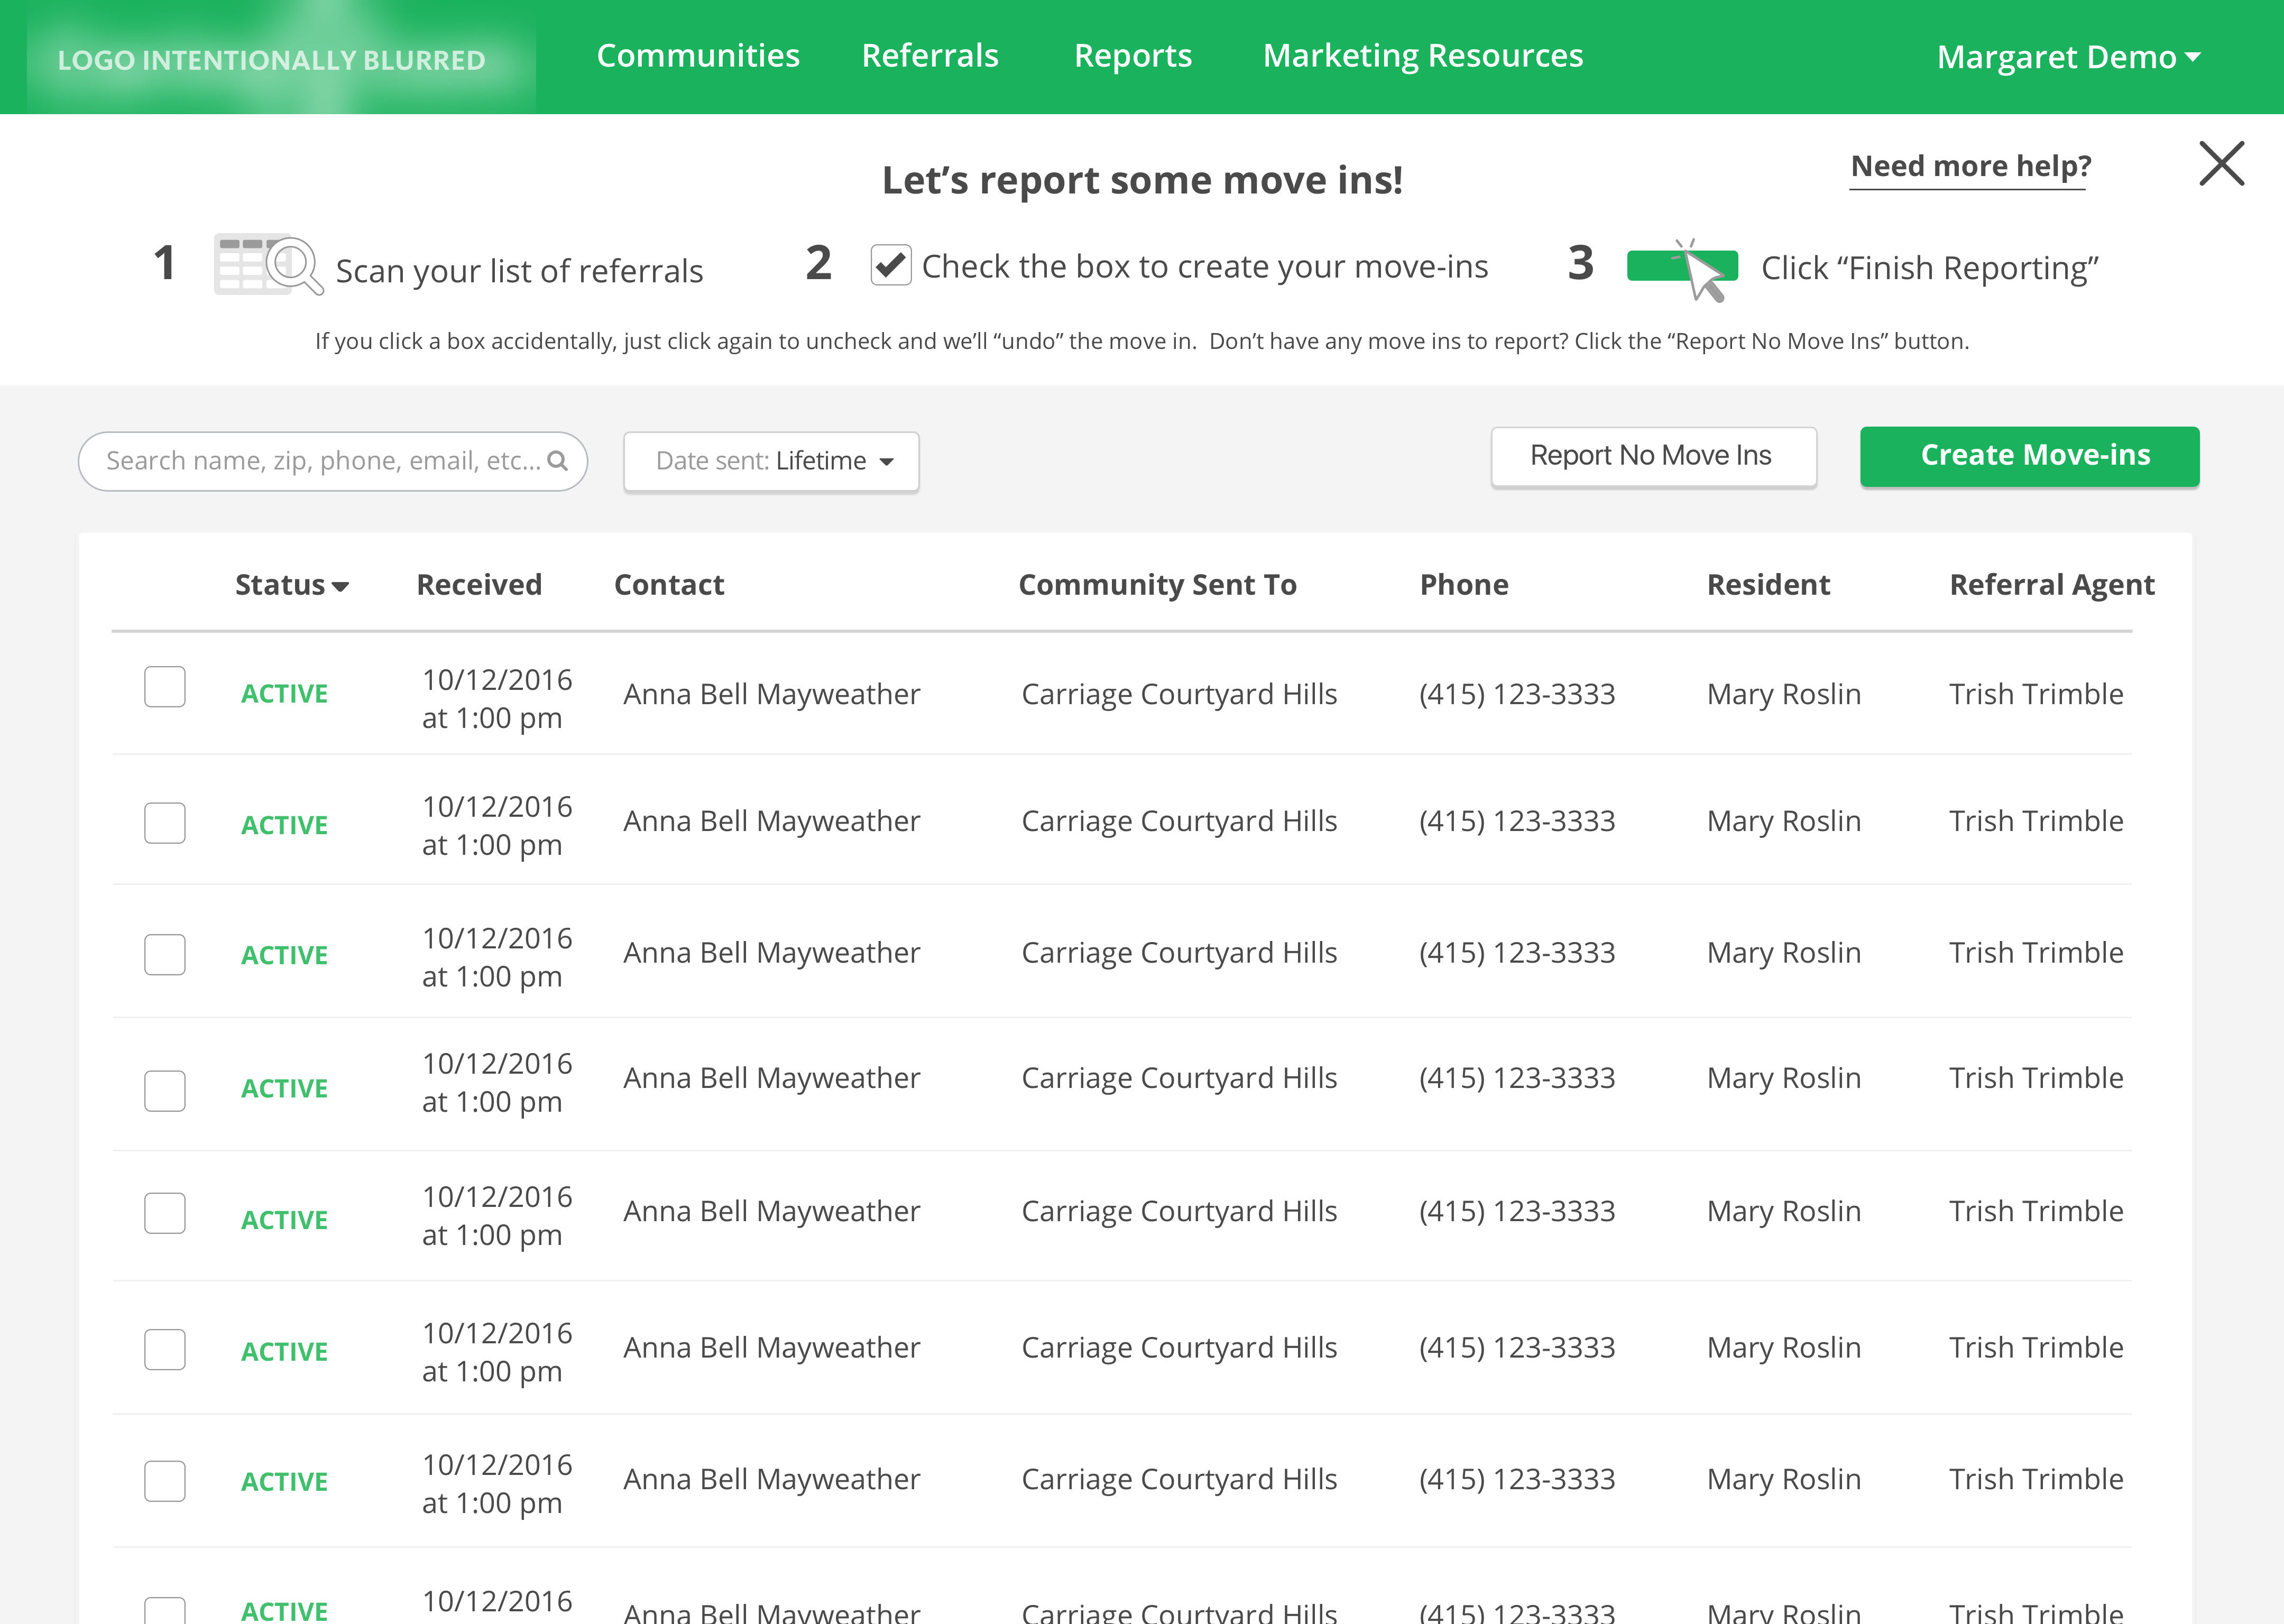 LOGO INTENTIONALLY BLURRED Communities Referrals Reports Marketing Resources Margaret Demo
Let’s report some move ins! Need more help?
1 Scan your list of referrals 2 Check the box to create your move-ins 3 Click “Finish Reporting”
If you click a box accidentally, just click again to uncheck and we’ll “undo” the move in. Don’t have any move ins to report? Click the “Report No Move Ins” button.
Search name, zip, phone, email, etc... Date sent: Lifetime Report No Move Ins Create Move-ins
Status Received Contact Community Sent To Phone Resident Referral Agent
ACTIVE 10/12/2016 Anna Bell Mayweather Carriage Courtyard Hills (415) 123-3333 Mary Roslin Trish Trimble
at 1:00 pm
ACTIVE 10/12/2016 Anna Bell Mayweather Carriage Courtyard Hills (415) 123-3333 Mary Roslin Trish Trimble
at 1:00 pm
ACTIVE 10/12/2016 Anna Bell Mayweather Carriage Courtyard Hills (415) 123-3333 Mary Roslin Trish Trimble
at 1:00 pm
ACTIVE 10/12/2016 Anna Bell Mayweather Carriage Courtyard Hills (415) 123-3333 Mary Roslin Trish Trimble
at 1:00 pm
ACTIVE 10/12/2016 Anna Bell Mayweather Carriage Courtyard Hills (415) 123-3333 Mary Roslin Trish Trimble
at 1:00 pm
ACTIVE 10/12/2016 Anna Bell Mayweather Carriage Courtyard Hills (415) 123-3333 Mary Roslin Trish Trimble
at 1:00 pm
ACTIVE 10/12/2016 Anna Bell Mayweather Carriage Courtyard Hills (415) 123-3333 Mary Roslin Trish Trimble
at 1:00 pm
ACTIVE 10/12/2016 Anna Bell Mayweather Carriage Courtyard Hills (415) 123-3333 Mary Roslin Trish Trimble